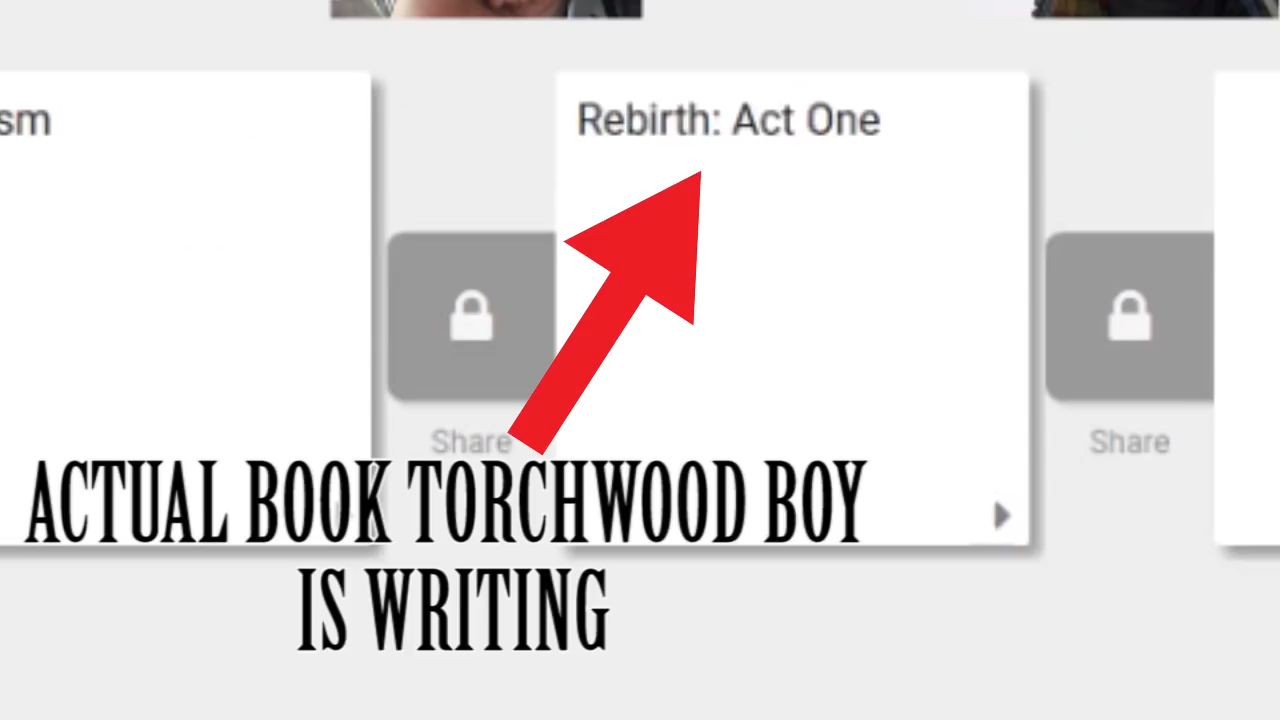 sm
Rebirth: Act One
Share
Share
ACTUAL BOOK TORCHWOOD BOY
IS WRITING